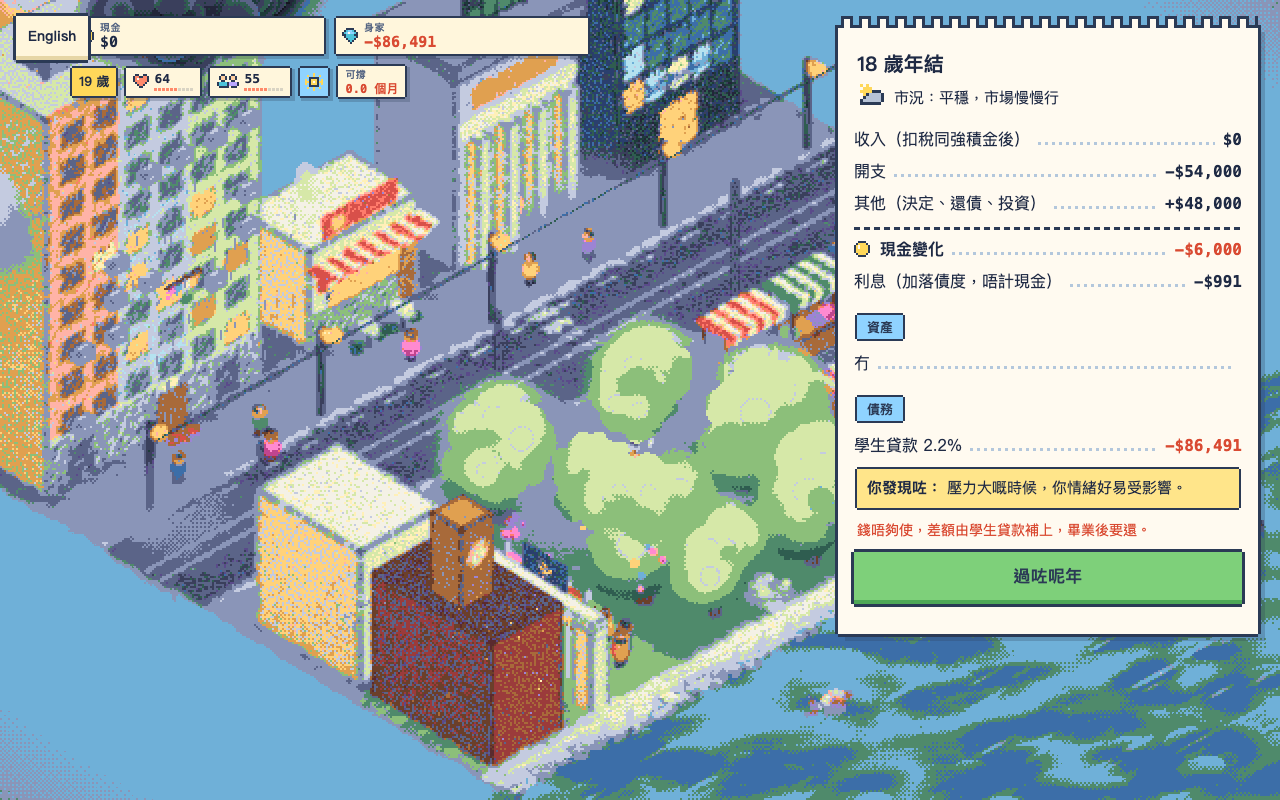 English
現金
$0
身家
−$86,491
19 歲
64
55
可撐
0.0 個月
18 歲年結
市況：平穩，市場慢慢行
收入（扣稅同強積金後） $0
開支 −$54,000
其他（決定、還債、投資） +$48,000
現金變化 −$6,000
利息（加落債度，唔計現金） −$991
資產
冇
債務
學生貸款 2.2% −$86,491
你發現咗： 壓力大嘅時候，你情緒好易受影響。
錢唔夠使，差額由學生貸款補上，畢業後要還。
過咗呢年